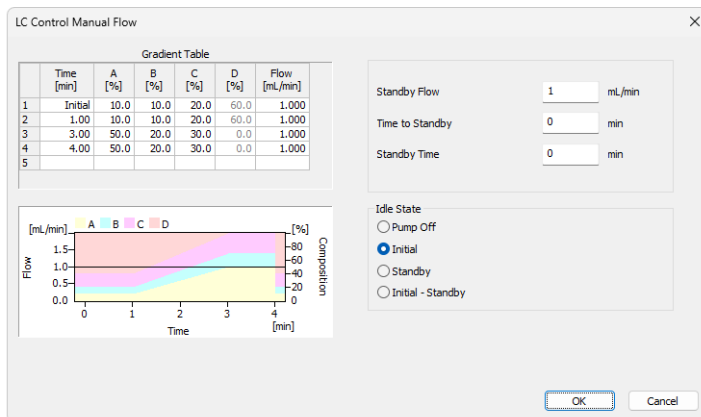 LC Control Manual Flow
Gradient Table
Time [min] A [%] B [%] C [%] D [%] Flow [mL/min]
1 Initial 10.0 10.0 20.0 60.0 1.000
2 1.00 10.0 10.0 20.0 60.0 1.000
3 3.00 50.0 20.0 30.0 0.0 1.000
4 4.00 50.0 20.0 30.0 0.0 1.000
5
Standby Flow 1 mL/min
Time to Standby 0 min
Standby Time 0 min
[mL/min] A B C D [%]
1.5
1.0
0.5
0.0
Flow
80
60
40
20
0
Composition
0 1 2 3 4
Time [min]
Idle State
Pump Off
Initial
Standby
Initial - Standby
OK Cancel